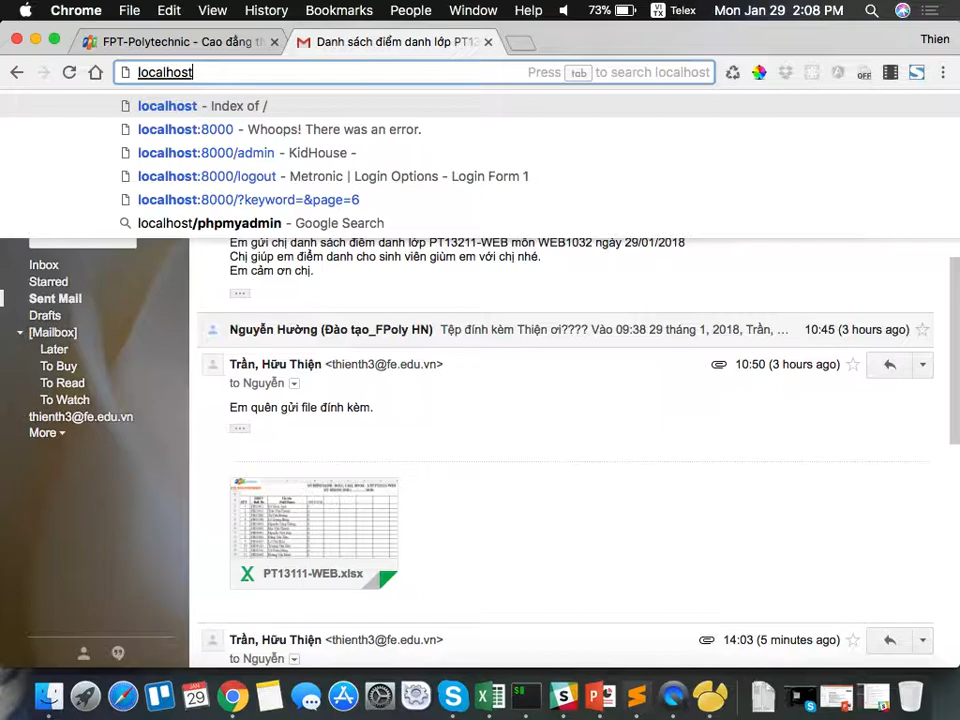 Chrome File Edit View History Bookmarks People Window Help 73% VI TX Telex Mon Jan 29 2:08 PM
FPT-Polytechnic - Cao đẳng t Danh sách điểm danh lớp PT13 Thien
localhost Press tab to search localhost OFF
localhost - Index of /
localhost:8000 - Whoops! There was an error.
localhost:8000/admin - KidHouse -
localhost:8000/logout - Metronic | Login Options - Login Form 1
localhost:8000/?keyword=&page=6
localhost/phpmyadmin - Google Search
Em gửi chị danh sách điểm danh lớp PT13211-WEB môn WEB1032 ngày 29/01/2018
Chị giúp em điểm danh cho sinh viên giùm em với chị nhé.
Em cảm ơn chị.
Inbox
Starred
Sent Mail
Drafts
[Mailbox]
Later
To Buy
To Read
To Watch
thienth3@fe.edu.vn
More
Nguyễn Hường (Đào tạo_FPoly HN) Tệp đính kèm Thiện ơi???? Vào 09:38 29 tháng 1, 2018, Trần, ... 10:45 (3 hours ago)
Trần, Hữu Thiện <thienth3@fe.edu.vn> 10:50 (3 hours ago)
to Nguyễn
Em quên gửi file đính kèm.
PT13111-WEB.xlsx
Trần, Hữu Thiện <thienth3@fe.edu.vn> 14:03 (5 minutes ago)
to Nguyễn